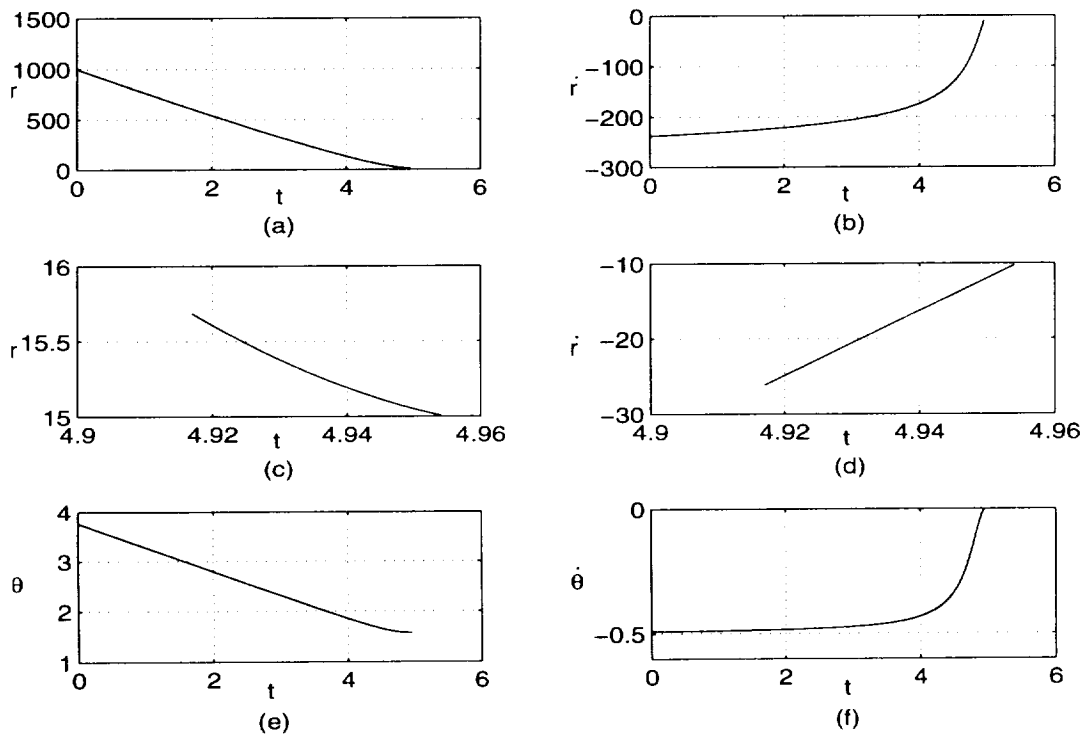 1500
1000
r
500
0
0 2 4 6
t
(a)
0
-100
ṙ
-200
-300
0 2 4 6
t
(b)
16
r 15.5
15
4.9 4.92 4.94 4.96
t
(c)
-10
ṙ -20
-30
4.9 4.92 4.94 4.96
t
(d)
4
3
θ
2
1
0 2 4 6
t
(e)
0
θ̇
-0.5
0 2 4 6
t
(f)